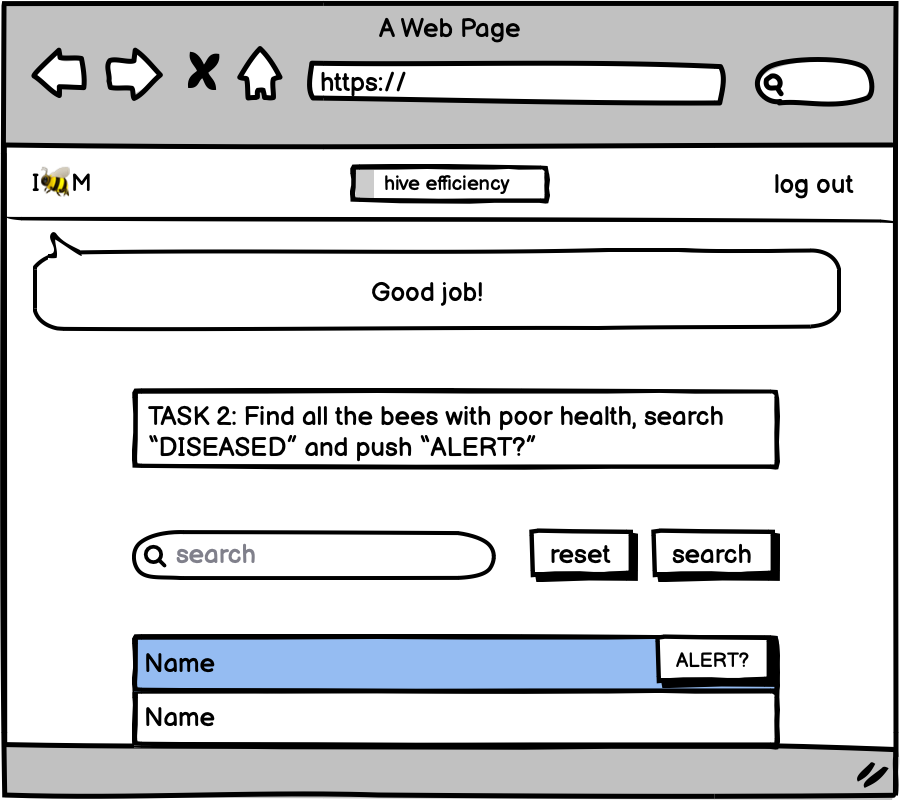 A Web Page
https://
I🐝M
hive efficiency
log out
Good job!
TASK 2: Find all the bees with poor health, search
“DISEASED” and push “ALERT?”
search
reset
search
Name
ALERT?
Name